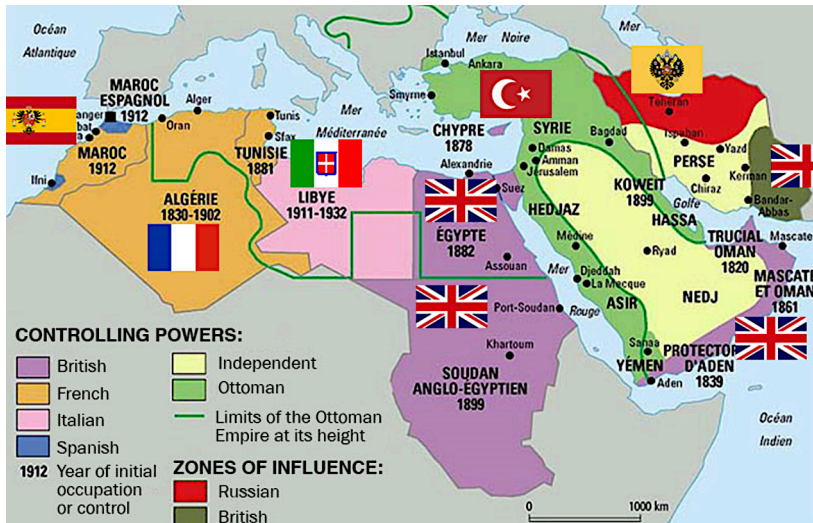 Mer
Océan
Atlantique
Mer Noire
Istanbul
Ankara
Smyrne
MAROC
ESPAGNOL
1912
Alger
Oran
Tunis
Sfax
Mer
Méditerranée
anger
bat
a
MAROC
1912
Ifni
TUNISIE
1881
ALGÉRIE
1830-1902
LIBYE
1911-1932
CHYPRE
1878
SYRIE
Damas
Amman
Jérusalem
Bagdad
Téhéran
Ispahan
Yazd
PERSE
Kerman
Chiraz
Bandar-
Abbas
Alexandrie
Suez
KOWEIT
1899
Golfe
HEDJAZ
HASSA
ÉGYPTE
1882
Médine
Ryad
TRUCIAL
OMAN
1820
Mascate
Assouan
Mer
Djeddah
La Mecque
NEDJ
MASCATE
ET OMAN
1861
Port-Soudan
Rouge
ASIR
Khartoum
Sanaa
YÉMEN
PROTECTOR
D'ADEN
1839
Aden
SOUDAN
ANGLO-ÉGYPTIEN
1899
Océan
Indien
CONTROLLING POWERS:
British
French
Italian
Spanish
1912 Year of initial
occupation
or control
Independent
Ottoman
Limits of the Ottoman
Empire at its height
ZONES OF INFLUENCE:
Russian
British
0 1000 km